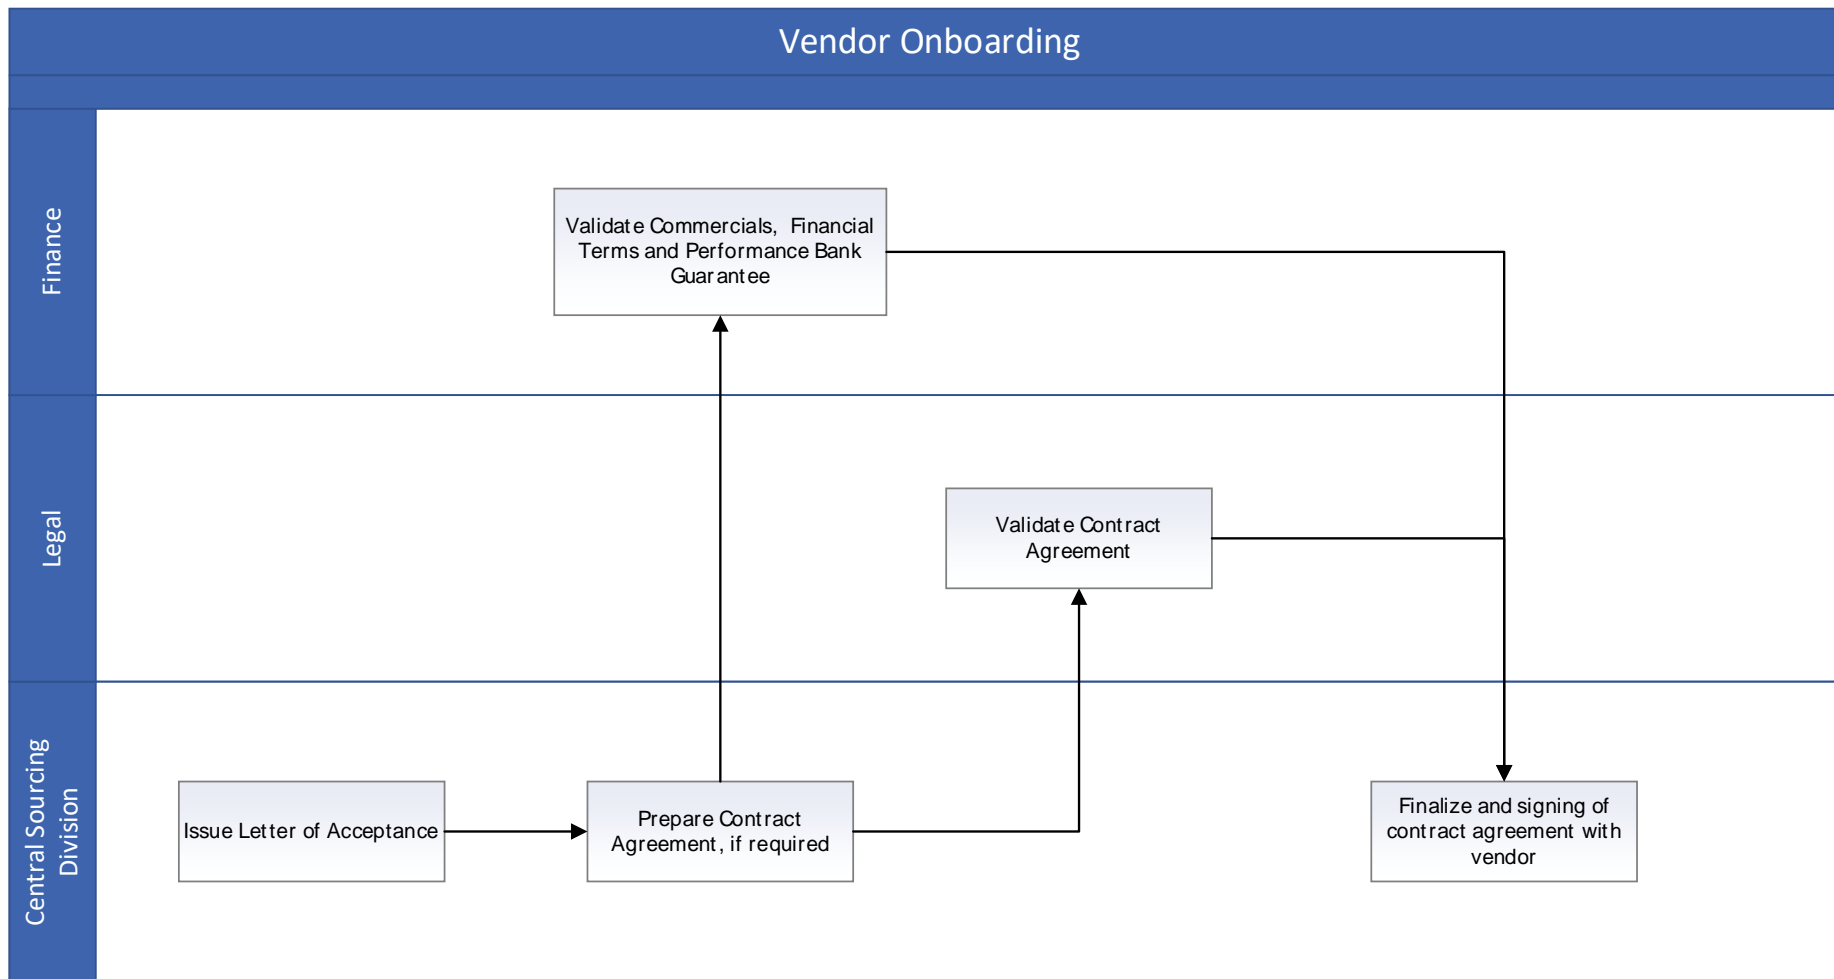 Vendor Onboarding
Finance
Validate Commercials, Financial
Terms and Performance Bank
Guarantee
Legal
Validate Contract
Agreement
Central Sourcing
Division
Issue Letter of Acceptance
Prepare Contract
Agreement, if required
Finalize and signing of
contract agreement with
vendor